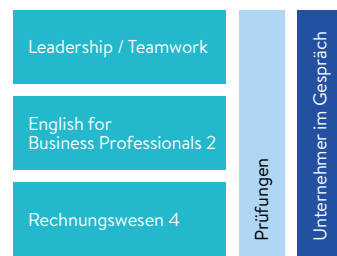 Leadership / Teamwork
English for
Business Professionals 2
Rechnungswesen 4
Prüfungen
Unternehmer im Gespräch